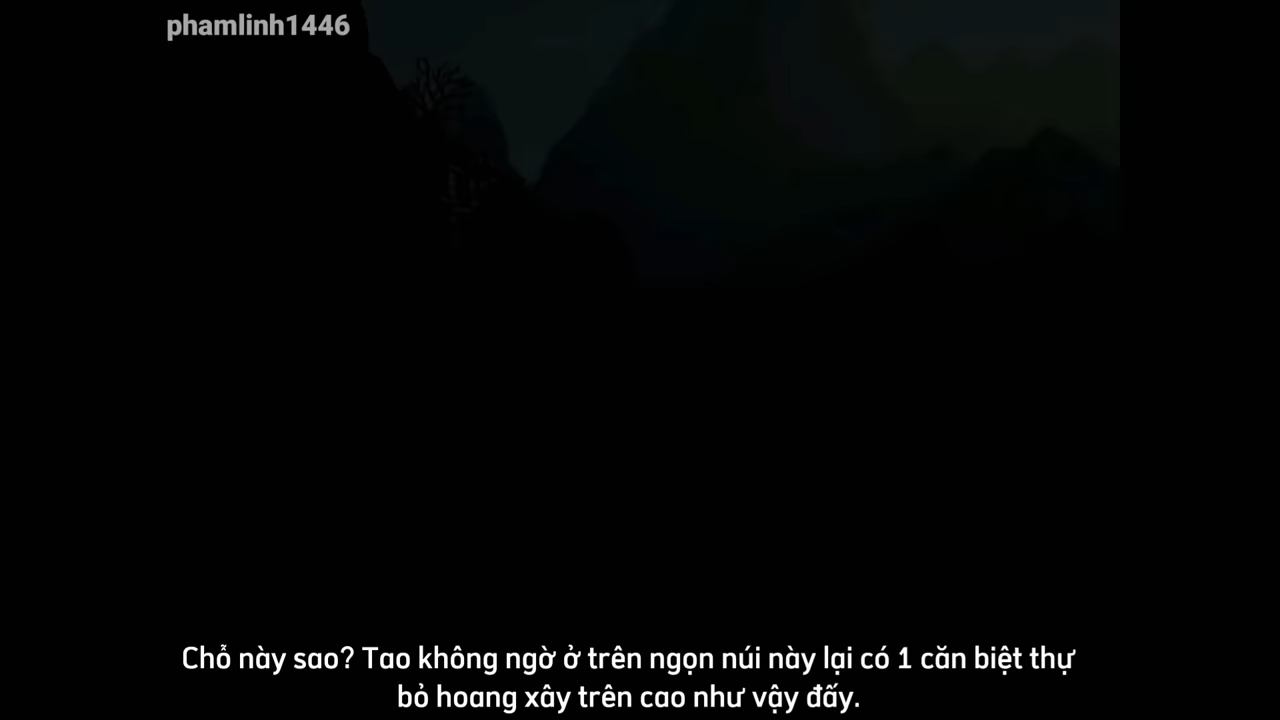 phamlinh1446
Chỗ này sao? Tao không ngờ ở trên ngọn núi này lại có 1 căn biệt thự
bỏ hoang xây trên cao như vậy đấy.